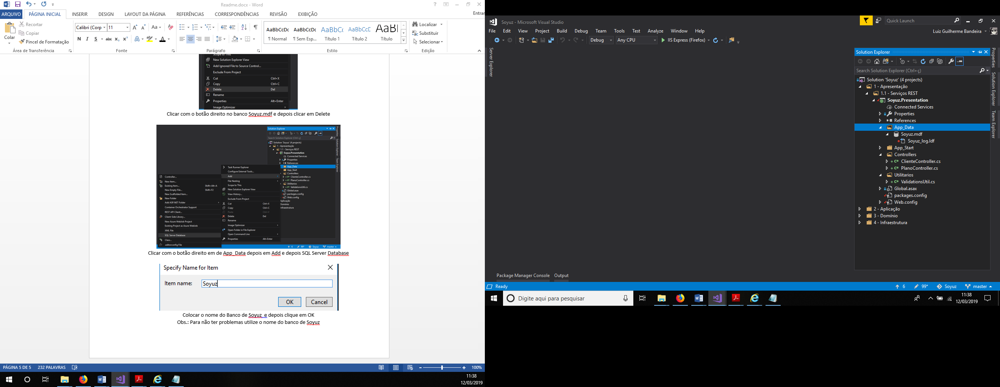 Readme.docx - Word
ARQUIVO PÁGINA INICIAL INSERIR DESIGN LAYOUT DA PÁGINA REFERÊNCIAS CORRESPONDÊNCIAS REVISÃO EXIBIÇÃO Entrar
Colar
Recortar
Copiar
Pincel de Formatação
Área de Transferência
Calibri (Corp 11
Aa
N I S abc x₂ x²
Fonte
Parágrafo
AaBbCcDc AaBbCcDc AaBbCc AaBbCcD AaBl
¶ Normal ¶ Sem Esp... Título 1 Título 2 Título
Estilo
Localizar
Substituir
Selecionar
Edição
Scope to This
New Solution Explorer View
Add Ignored File to Source Control...
Exclude From Project
Cut Ctrl+X
Copy Ctrl+C
Delete Del
Rename
Properties Alt+Enter
Image Optimizer
Clicar com o botão direito no banco Soyuz.mdf e depois clicar em Delete
Solution Explorer
Search Solution Explorer (Ctrl+ç)
Solution 'Soyuz' (4 projects)
1 - Apresentação
1.1 - Serviços REST
Soyuz.Presentation
Connected Services
Properties
References
App_Data
App_Start
Controllers
ClienteController.cs
PlanoController.cs
Utilitarios
ValidationsUtil.cs
Global.asax
packages.config
Web.config
Aplicação
Domínio
Infraestrutura
Properties
Solution Explorer
Team Explorer
Task Runner Explorer
Configure External Tools...
Add
File Nesting
Scope to This
New Solution Explorer View
View History...
Exclude From Project
Cut Ctrl+X
Copy Ctrl+C
Paste Ctrl+V
Delete Del
Rename
Image Optimizer
Open Folder in File Explorer
Open Command Line
Properties Alt+Enter
Controller...
New Item...
Existing Item... Shift+Alt+A
New Empty File... Shift+F2
New Scaffolded Item...
New Folder
Add ASP.NET Folder
Container Orchestrator Support
REST API Client...
Client-Side Library...
New Azure WebJob Project
Existing Project as Azure WebJob
XML File
SQL Server Database
Class...
.editorconfig File
6 99* Soyuz master
Clicar com o botão direito em de App_Data depois em Add e depois SQL Server Database
Specify Name for Item
Item name: Soyuz
OK Cancel
Colocar o nome do Banco de Soyuz e depois clique em OK
Obs.: Para não ter problemas utilize o nome do banco de Soyuz
PÁGINA 5 DE 5 232 PALAVRAS 100%
11:38
12/03/2019
Soyuz - Microsoft Visual Studio
Quick Launch
File Edit View Project Build Debug Team Tools Test Analyze Window Help
Luiz Guilherme Bandeira
Debug Any CPU IIS Express (Firefox)
Server Explorer
Solution Explorer
Search Solution Explorer (Ctrl+ç)
Solution 'Soyuz' (4 projects)
1 - Apresentação
1.1 - Serviços REST
Soyuz.Presentation
Connected Services
Properties
References
App_Data
Soyuz.mdf
Soyuz_log.ldf
App_Start
Controllers
ClienteController.cs
PlanoController.cs
Utilitarios
ValidationsUtil.cs
Global.asax
packages.config
Web.config
2 - Aplicação
3 - Domínio
4 - Infraestrutura
Properties
Solution Explorer
Team Explorer
Package Manager Console Output
Ready 6 99* Soyuz master
Digite aqui para pesquisar
11:38
12/03/2019